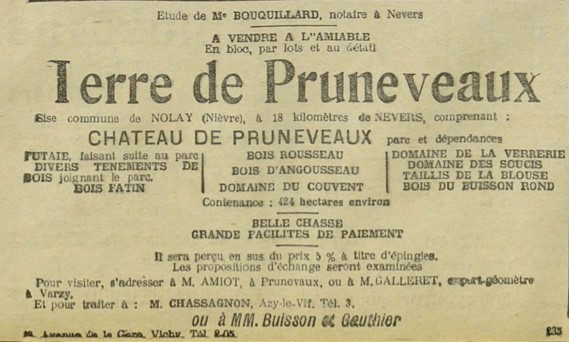 Etude de Mᵉ BOUQUILLARD, notaire à Nevers
A VENDRE A L"AMIABLE
En bloc, par lots et au détail
Terre de Pruneveaux
Sise commune de NOLAY (Nièvre), à 18 kilomètres de NEVERS, comprenant :
CHATEAU DE PRUNEVEAUX parc et dépendances
FUTAIE, faisant suite au parc
DIVERS TENEMENTS DE
BOIS joignant le parc.
BOIS FATIN
BOIS ROUSSEAU
BOIS D'ANGOUSSEAU
DOMAINE DU COUVENT
DOMAINE DE LA VERRERIE
DOMAINE DES SOUCIS
TAILLIS DE LA BLOUSE
BOIS DU BUISSON ROND
Contenance : 424 hectares environ
BELLE CHASSE
GRANDE FACILITES DE PAIEMENT
Il sera perçu en sus du prix 5 % à titre d'épingles.
Les propositions d'échange seront examinées
Pour visiter, s'adresser à M. AMIOT, à Prunevaux, ou à M. GALLERET, expert-géomètre
à Varzy.
Et pour traiter à : M. CHASSAGNON, Azy-le-Vif. Tél. 3,
ou à MM. Buisson et Gauthier
Avenue de la Gare, Vichy, Tél. 2.05
235